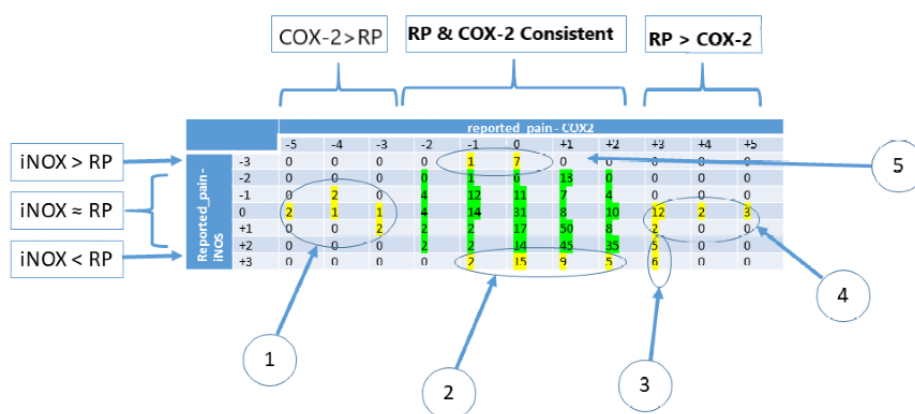 COX-2>RP
RP & COX-2 Consistent
RP > COX-2
reported_pain - COX2
-5 -4 -3 -2 -1 0 +1 +2 +3 +4 +5
iNOX > RP
iNOX ≈ RP
iNOX < RP
Reported_pain -
iNOS
-3 0 0 0 0 1 7 0 0 0 0 0
-2 0 0 0 0 1 6 13 0 0 0 0
-1 0 2 0 4 12 11 7 4 0 0 0
0 2 1 1 4 14 31 8 10 12 2 3
+1 0 0 2 2 2 17 50 8 2 0 0
+2 0 0 0 2 2 14 45 35 5 0 0
+3 0 0 0 0 2 15 9 5 6 0 0
5
4
1
2
3